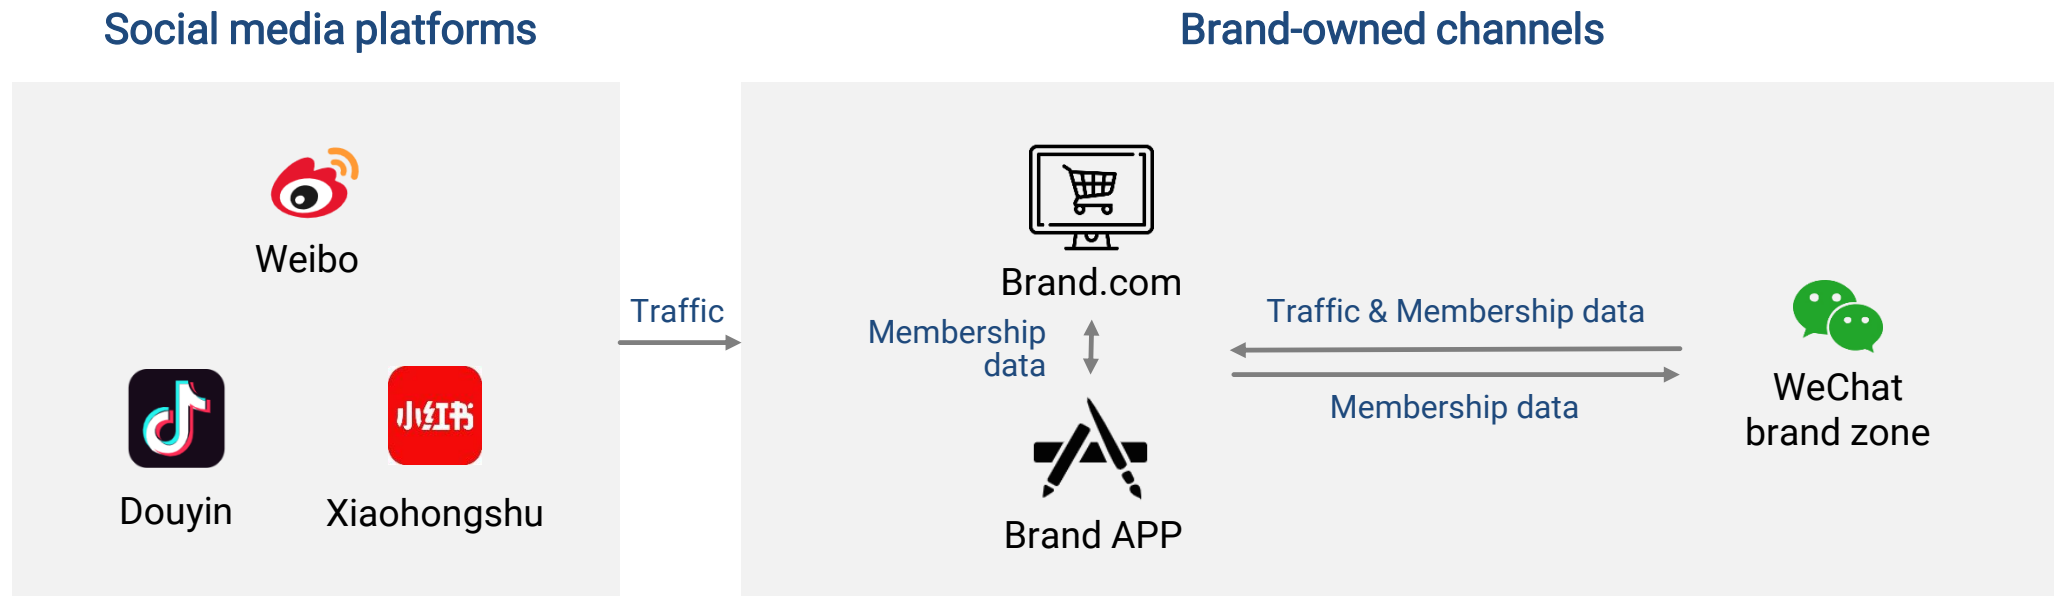 Social media platforms
Brand-owned channels
Weibo
小红书
Douyin
Xiaohongshu
Traffic
Brand.com
Membership
data
Brand APP
Traffic & Membership data
Membership data
WeChat
brand zone